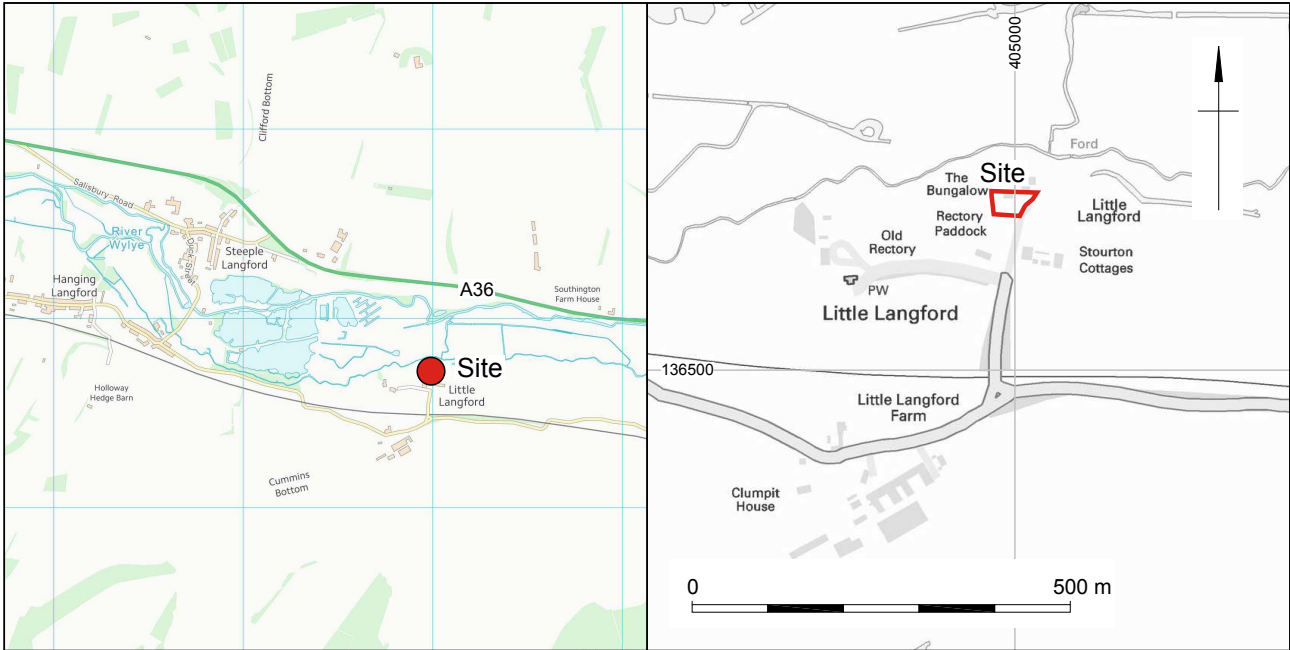 Clifford Bottom
Salisbury Road
River
Wylye
Duck Street
Steeple
Langford
Hanging
Langford
A36
Southington
Farm House
Site
Little
Langford
Holloway
Hedge Barn
Cummins
Bottom
405000
Ford
Site
The
Bungalow
Rectory
Paddock
Little
Langford
Old
Rectory
Stourton
Cottages
PW
Little Langford
136500
Little Langford
Farm
Clumpit
House
0
500 m